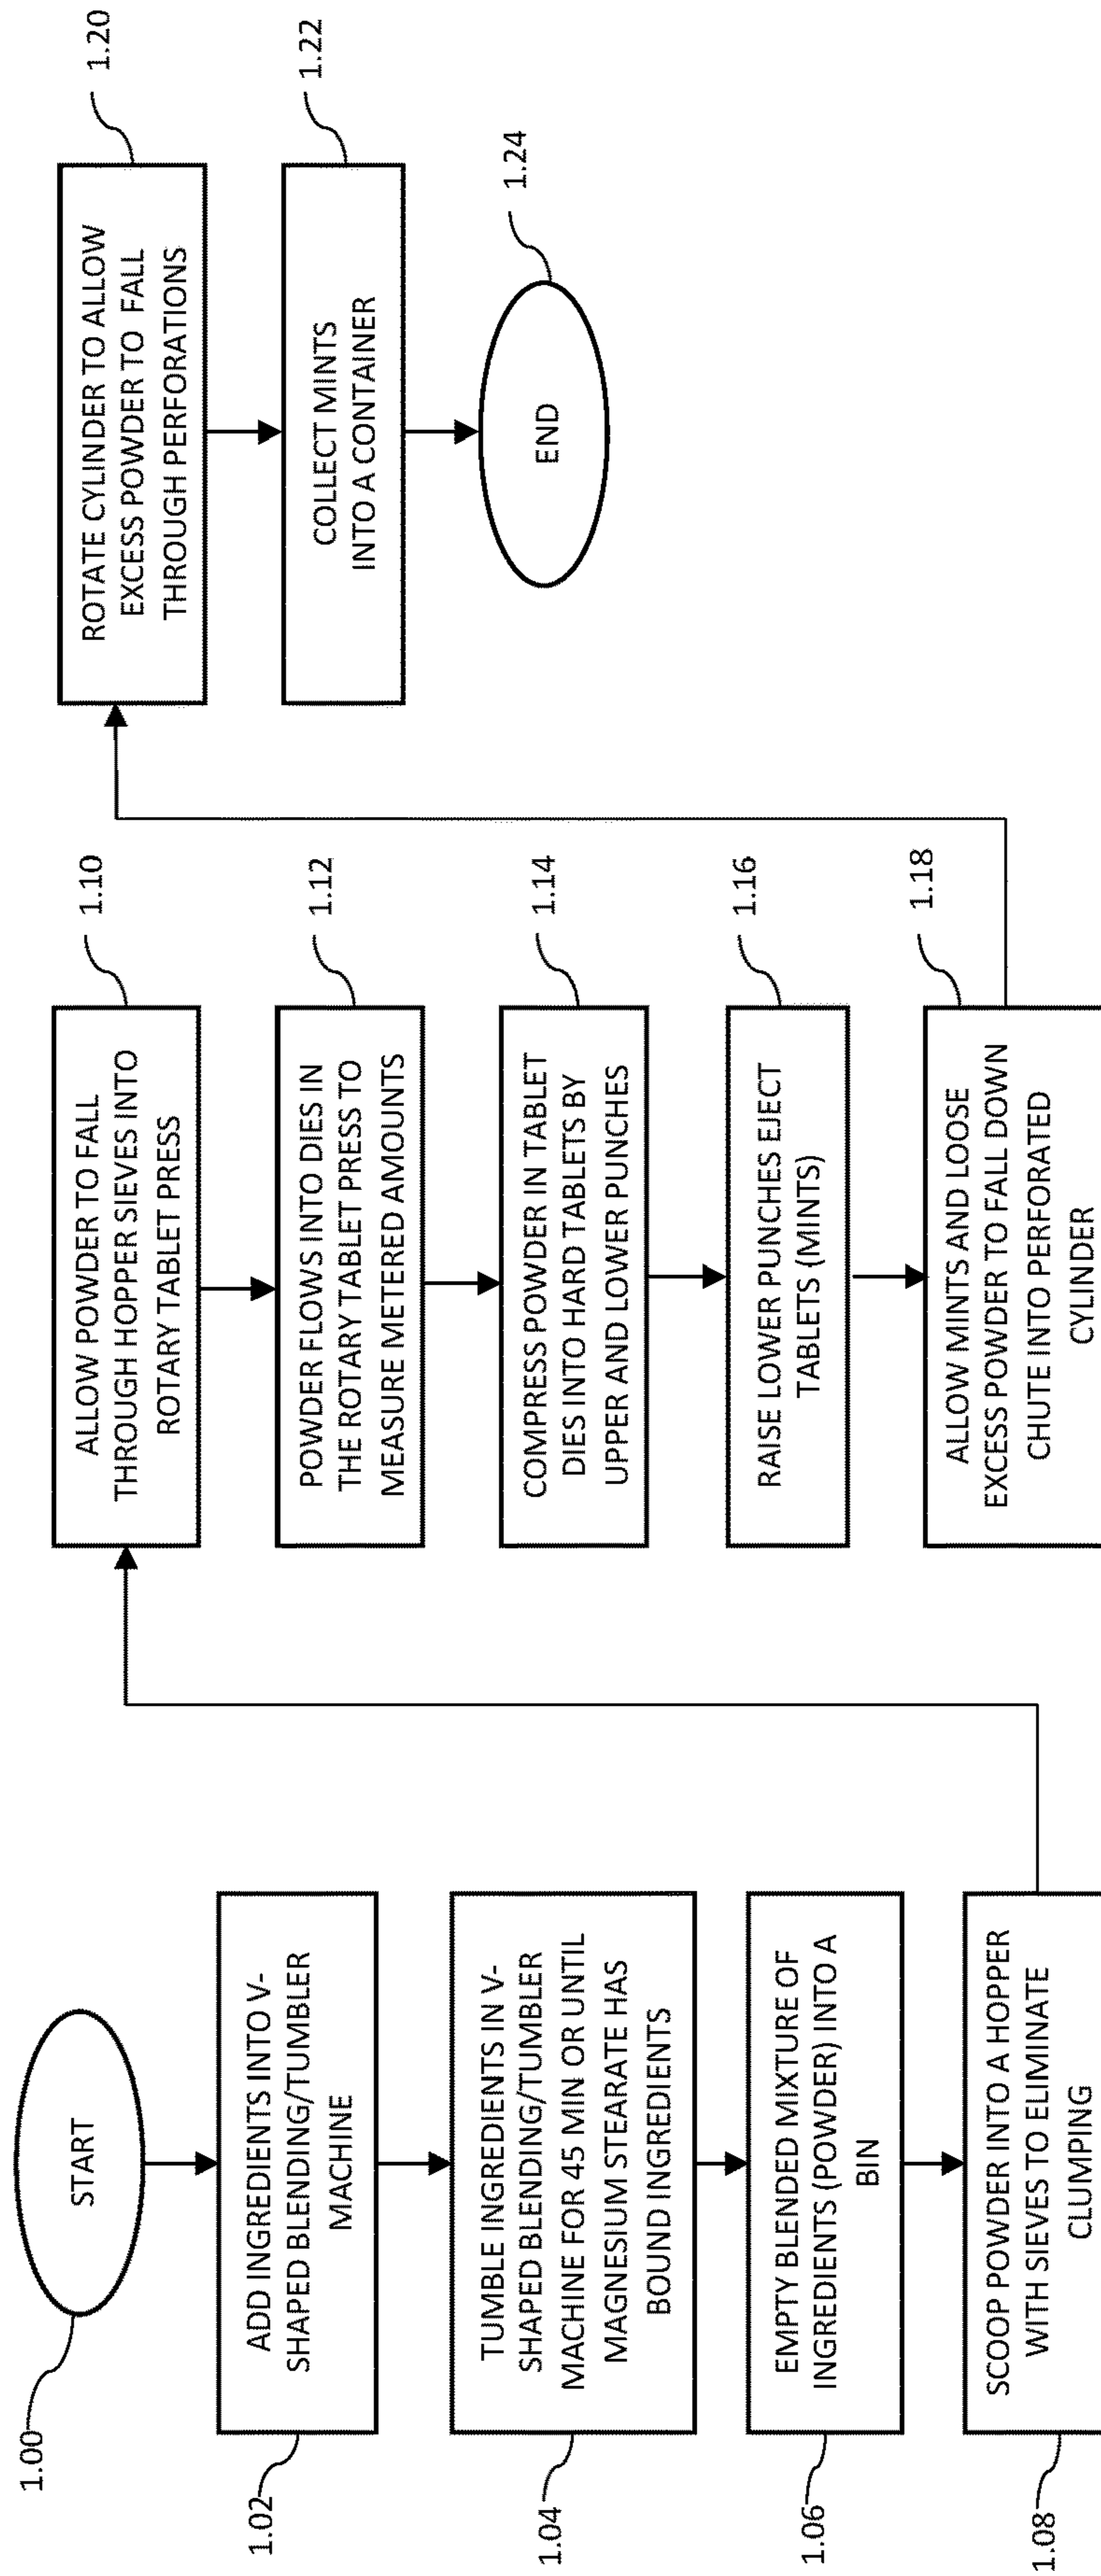 START
1.00
ADD INGREDIENTS INTO V-
SHAPED BLENDING/TUMBLER
MACHINE
1.02
TUMBLE INGREDIENTS IN V-
SHAPED BLENDING/TUMBLER
MACHINE FOR 45 MIN OR UNTIL
MAGNESIUM STEARATE HAS
BOUND INGREDIENTS
1.04
EMPTY BLENDED MIXTURE OF
INGREDIENTS (POWDER) INTO A
BIN
1.06
SCOOP POWDER INTO A HOPPER
WITH SIEVES TO ELIMINATE
CLUMPING
1.08
ALLOW POWDER TO FALL
THROUGH HOPPER SIEVES INTO
ROTARY TABLET PRESS
1.10
POWDER FLOWS INTO DIES IN
THE ROTARY TABLET PRESS TO
MEASURE METERED AMOUNTS
1.12
COMPRESS POWDER IN TABLET
DIES INTO HARD TABLETS BY
UPPER AND LOWER PUNCHES
1.14
RAISE LOWER PUNCHES EJECT
TABLETS (MINTS)
1.16
ALLOW MINTS AND LOOSE
EXCESS POWDER TO FALL DOWN
CHUTE INTO PERFORATED
CYLINDER
1.18
ROTATE CYLINDER TO ALLOW
EXCESS POWDER TO FALL
THROUGH PERFORATIONS
1.20
COLLECT MINTS
INTO A CONTAINER
1.22
END
1.24